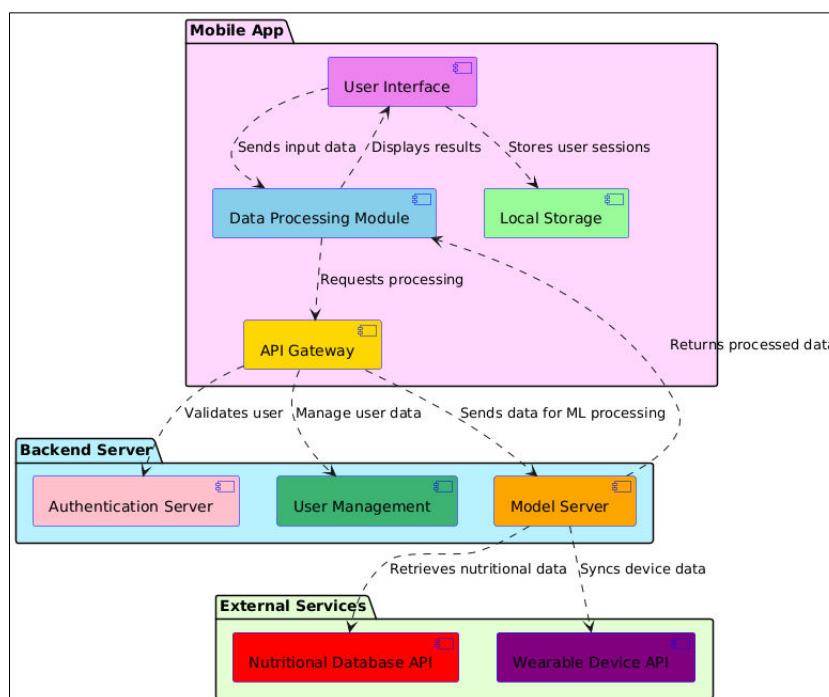 Mobile App
User Interface
Sends input data
Displays results
Stores user sessions
Data Processing Module
Local Storage
Requests processing
API Gateway
Returns processed data
Validates user
Manage user data
Sends data for ML processing
Backend Server
Authentication Server
User Management
Model Server
Retrieves nutritional data
Syncs device data
External Services
Nutritional Database API
Wearable Device API